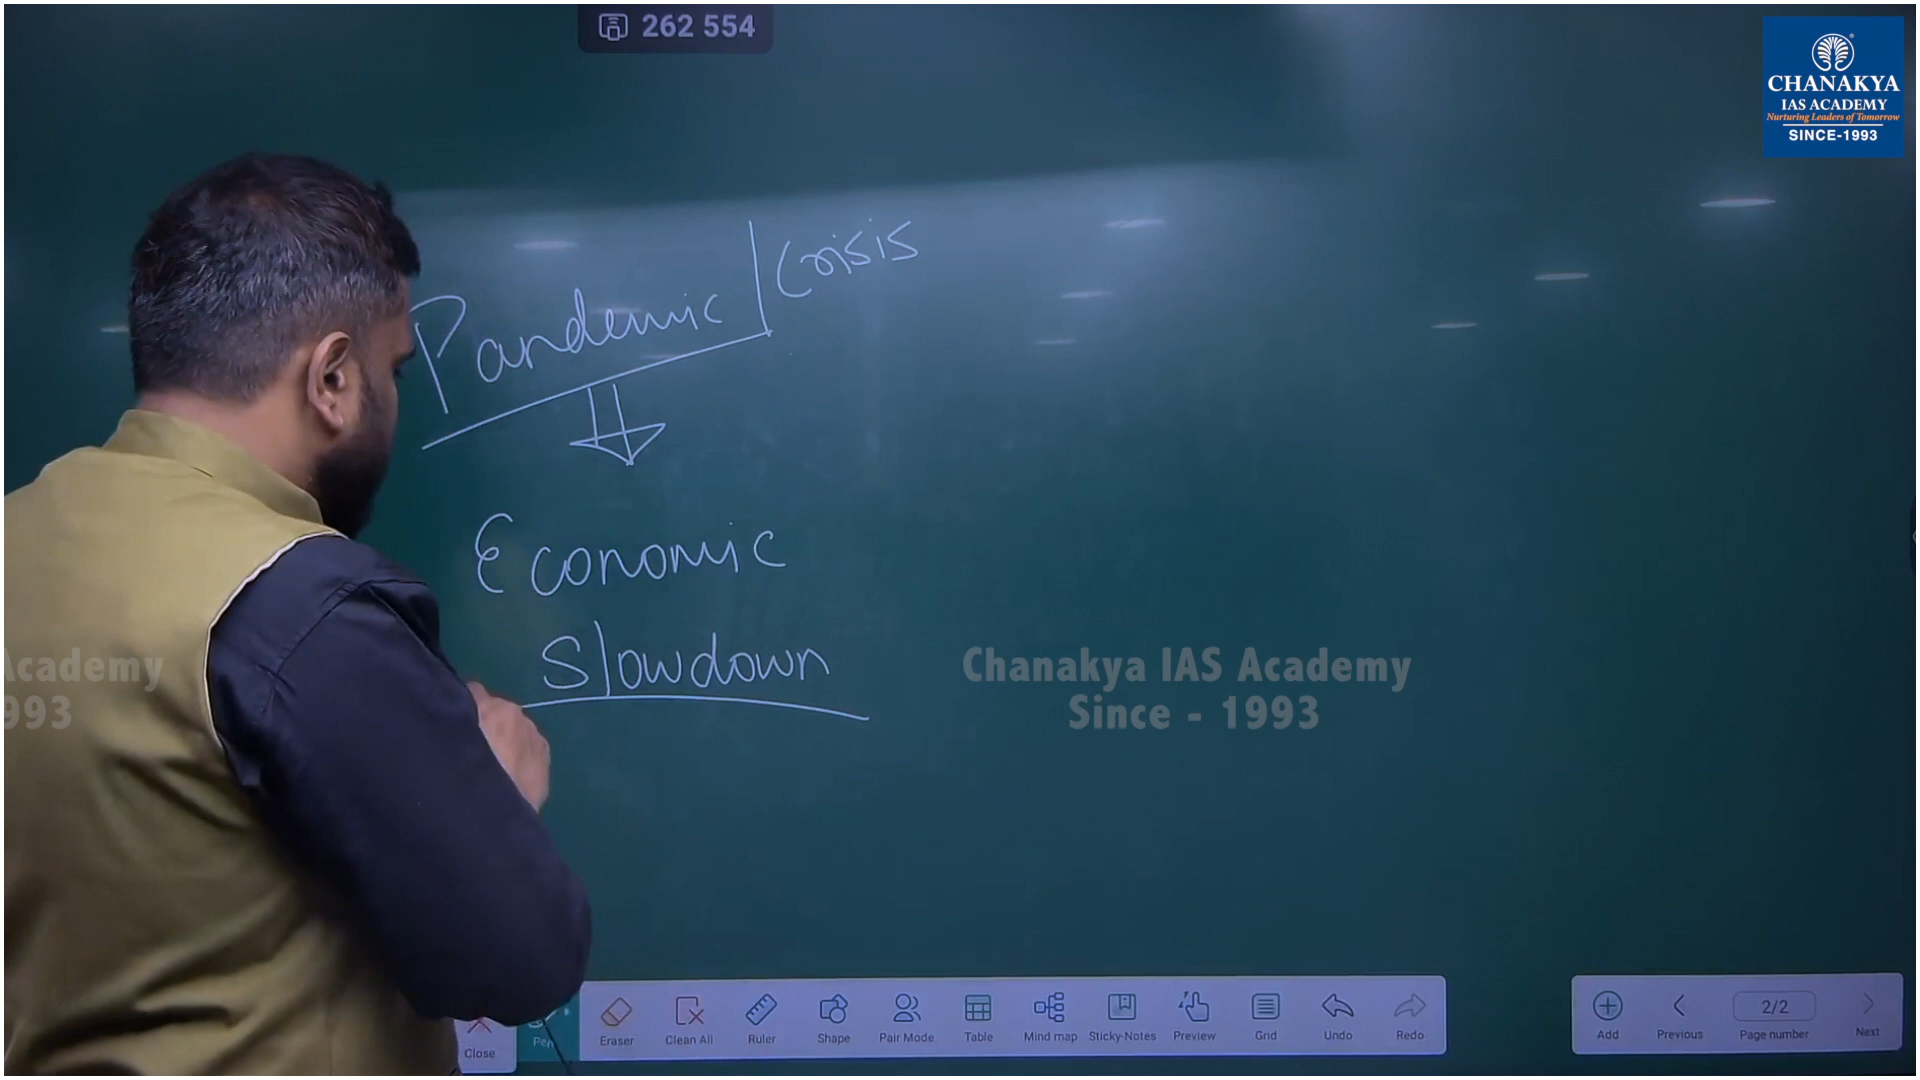 262 554
CHANAKYA
IAS ACADEMY
Nurturing Leaders of Tomorrow
SINCE-1993
Pandemic / Crisis
Economic
Slowdown
Academy
993
Chanakya IAS Academy
Since - 1993
Close
Pen
Eraser
Clean All
Ruler
Shape
Pair Mode
Table
Mind map
Sticky-Notes
Preview
Grid
Undo
Redo
Add
Previous
2/2
Page number
Next